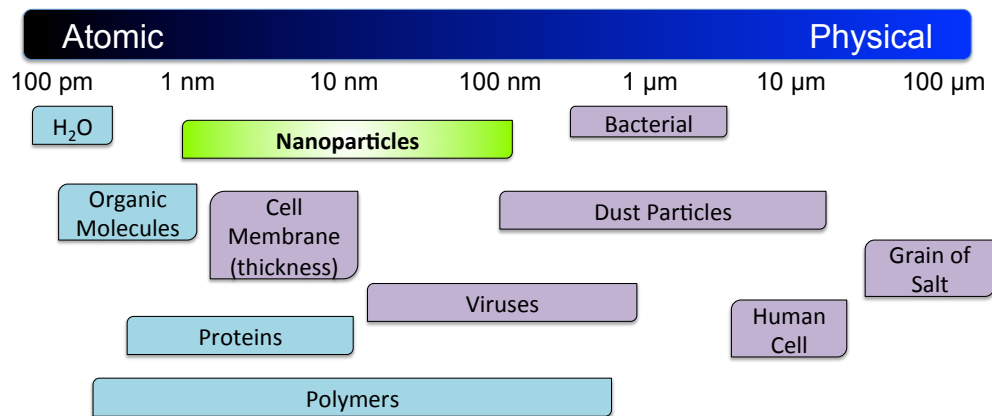 Atomic
Physical
100 pm
1 nm
10 nm
100 nm
1 µm
10 µm
100 µm
H₂O
Nanoparticles
Bacterial
Organic
Molecules
Cell
Membrane
(thickness)
Dust Particles
Grain of
Salt
Viruses
Human
Cell
Proteins
Polymers